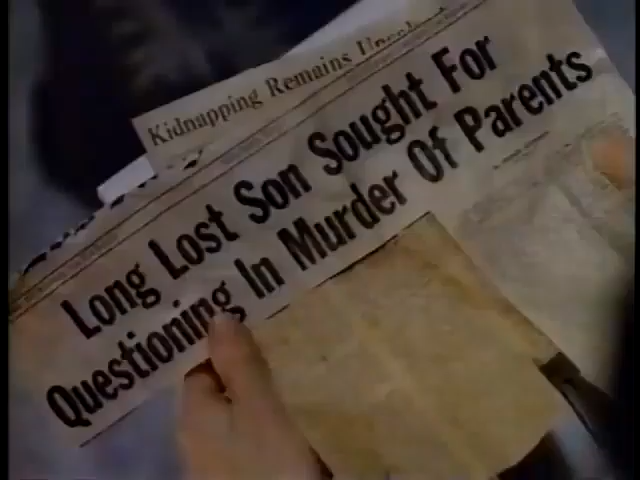 Kidnapping Remains
Long Lost Son Sought For
Questioning In Murder Of Parents